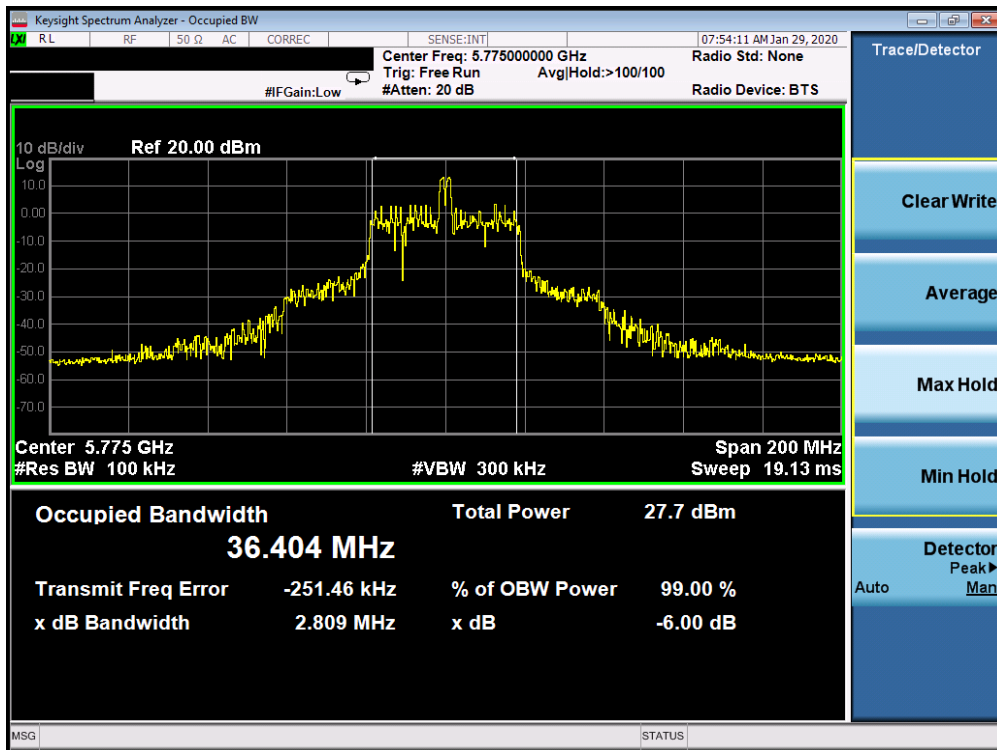 Keysight Spectrum Analyzer - Occupied BW
LXI RL RF 50 Ω AC CORREC SENSE:INT 07:54:11 AM Jan 29, 2020
Center Freq: 5.775000000 GHz Radio Std: None
Trig: Free Run Avg|Hold:>100/100
#IFGain:Low #Atten: 20 dB Radio Device: BTS
Trace/Detector
10 dB/div Ref 20.00 dBm
Log
10.0
0.00
-10.0
-20.0
-30.0
-40.0
-50.0
-60.0
-70.0
Center 5.775 GHz Span 200 MHz
#Res BW 100 kHz #VBW 300 kHz Sweep 19.13 ms
Occupied Bandwidth Total Power 27.7 dBm
36.404 MHz
Transmit Freq Error -251.46 kHz % of OBW Power 99.00 %
x dB Bandwidth 2.809 MHz x dB -6.00 dB
Clear Write
Average
Max Hold
Min Hold
Detector
Peak▶
Auto Man
MSG STATUS